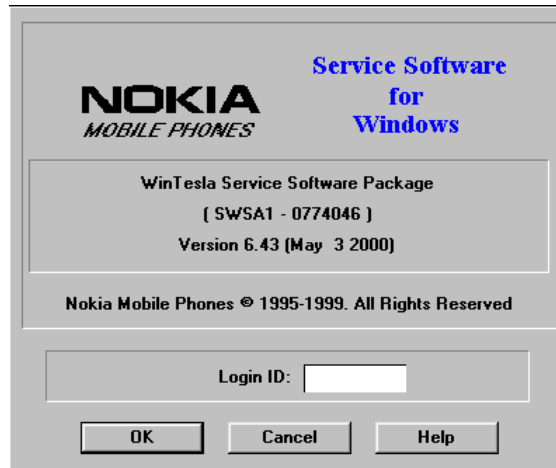 NOKIA
MOBILE PHONES
Service Software
for
Windows
WinTesla Service Software Package
( SWSA1 - 0774046 )
Version 6.43 (May  3 2000)
Nokia Mobile Phones © 1995-1999. All Rights Reserved
Login ID:
OK
Cancel
Help